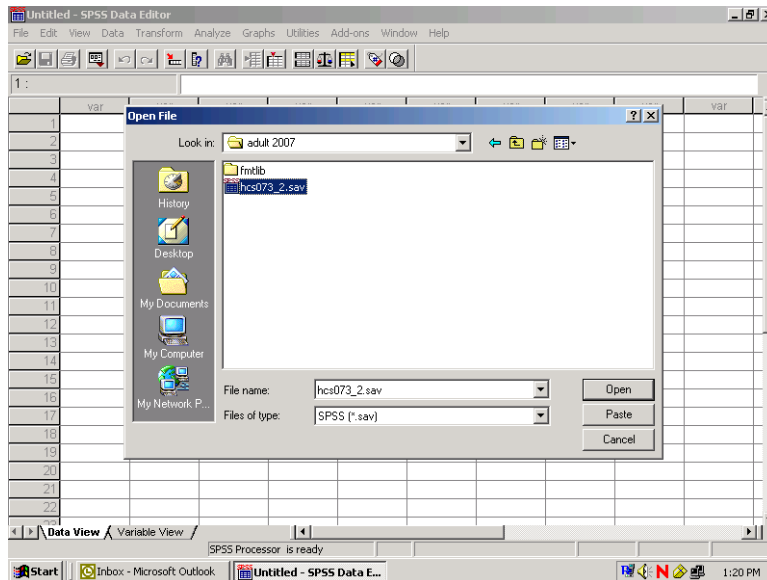 Untitled - SPSS Data Editor
File Edit View Data Transform Analyze Graphs Utilities Add-ons Window Help
1 :
var var
Open File
Look in: adult 2007
fmtlib
hcs073_2.sav
History
Desktop
My Documents
My Computer
My Network P...
File name: hcs073_2.sav Open
Files of type: SPSS (*.sav) Paste
Cancel
1
2
3
4
5
6
7
8
9
10
11
12
13
14
15
16
17
18
19
20
21
22
Data View Variable View
SPSS Processor is ready
Start Inbox - Microsoft Outlook Untitled - SPSS Data E... 1:20 PM